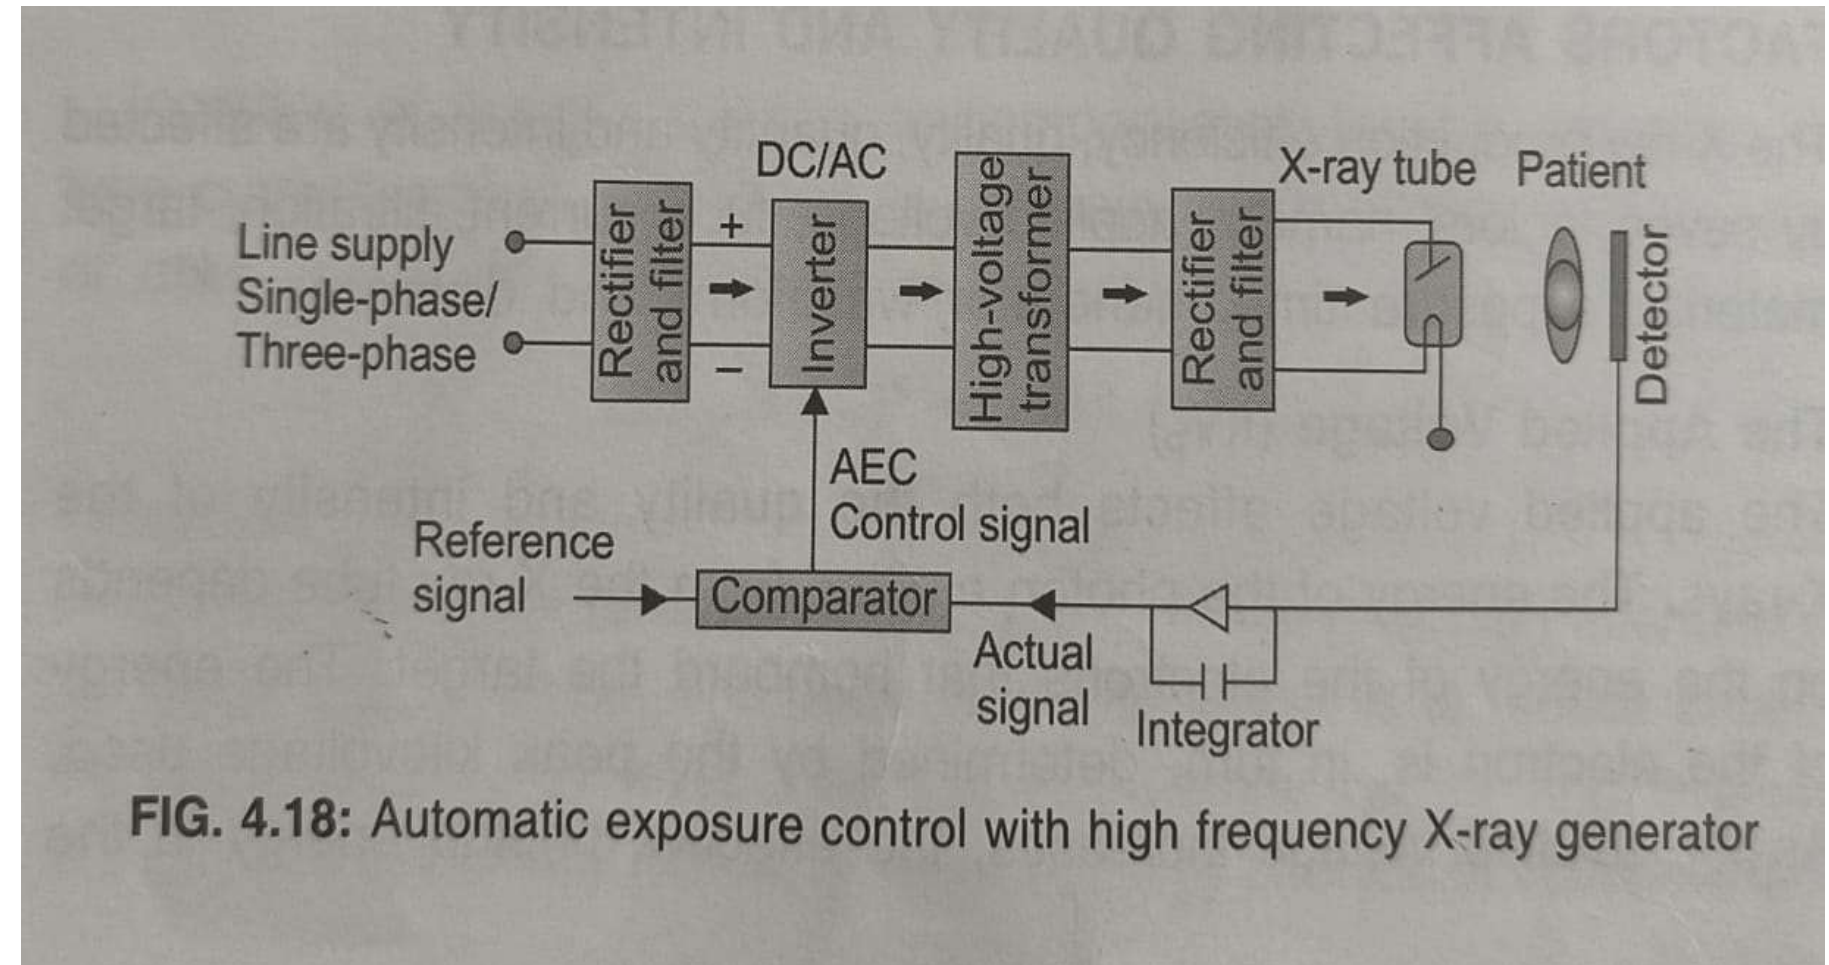 DC/AC
X-ray tube
Patient
Line supply
Single-phase/
Three-phase
Rectifier
and filter
+
−
Inverter
High-voltage
transformer
Rectifier
and filter
Detector
AEC
Control signal
Reference
signal
Comparator
Actual
signal
Integrator
FIG. 4.18: Automatic exposure control with high frequency X-ray generator